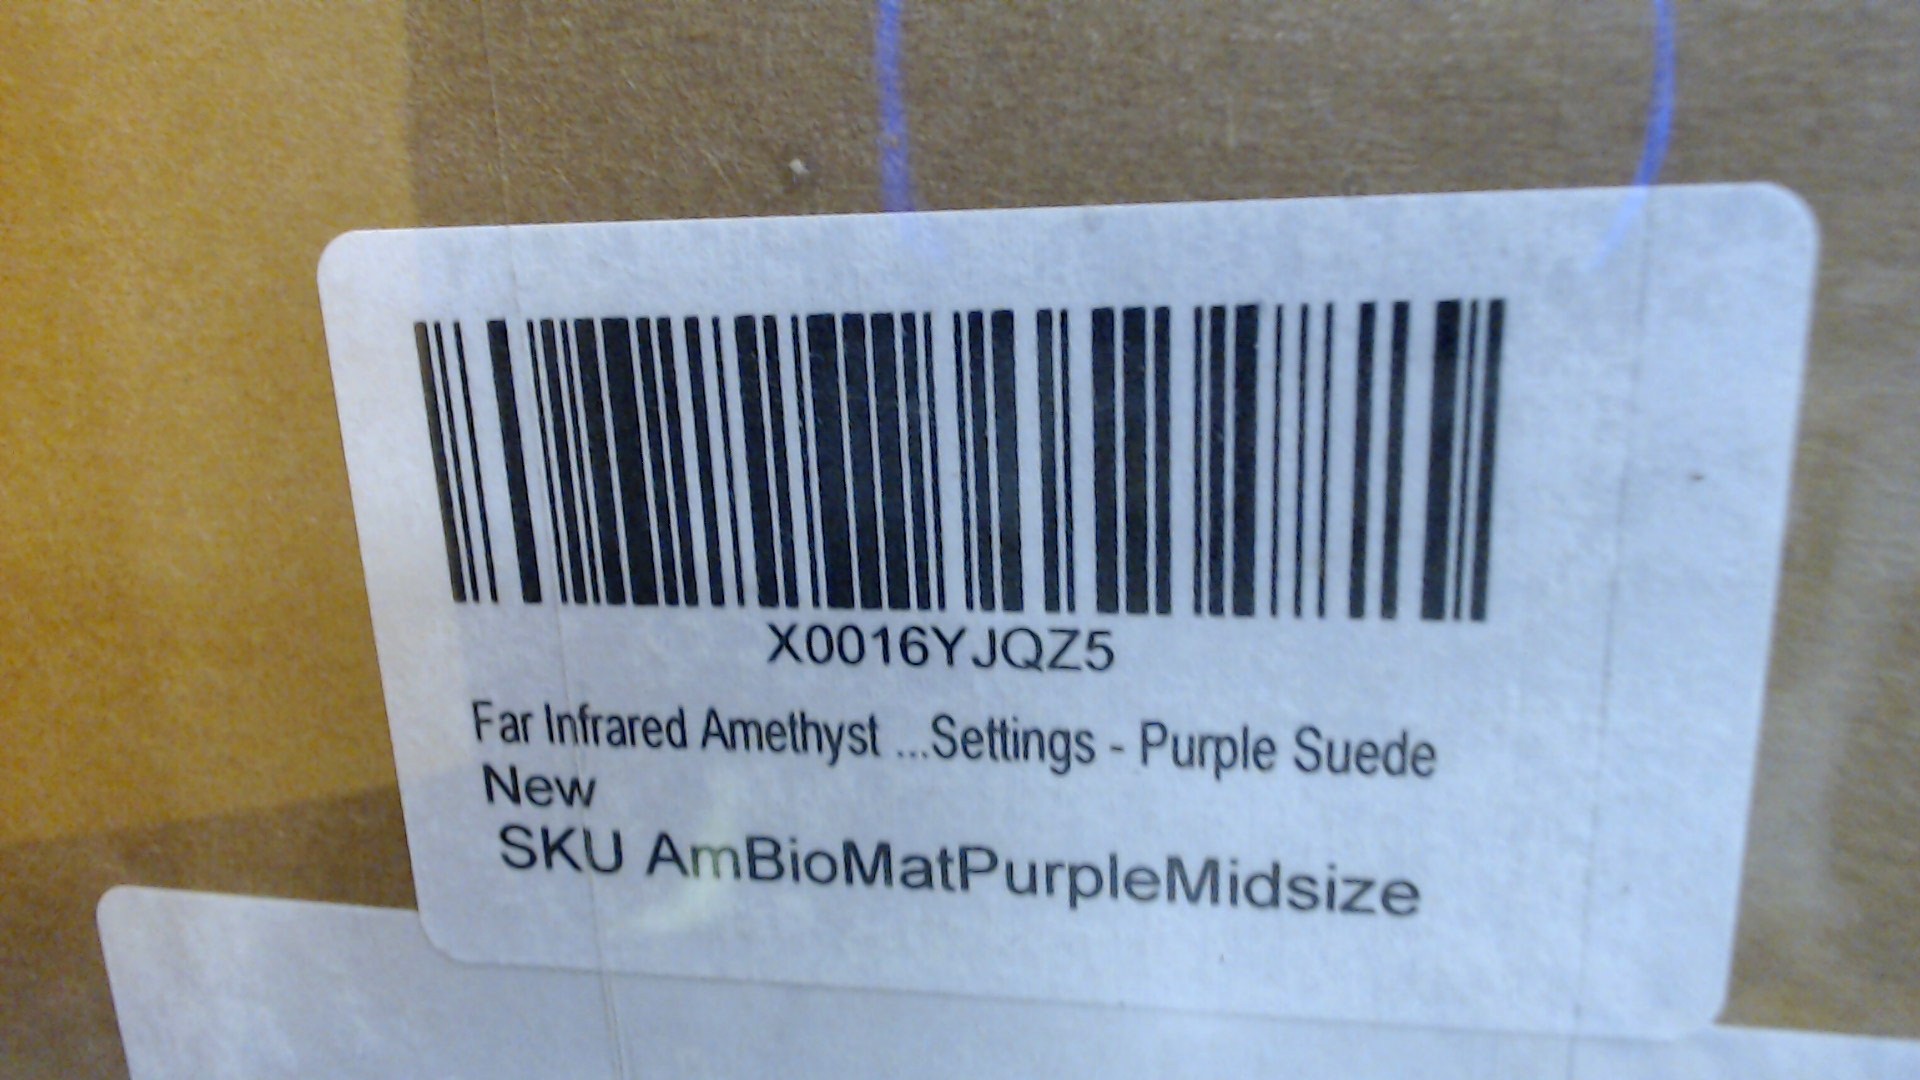 X0016YJQZ5
Far Infrared Amethyst ...Settings - Purple Suede
New
SKU AmBioMatPurpleMidsize